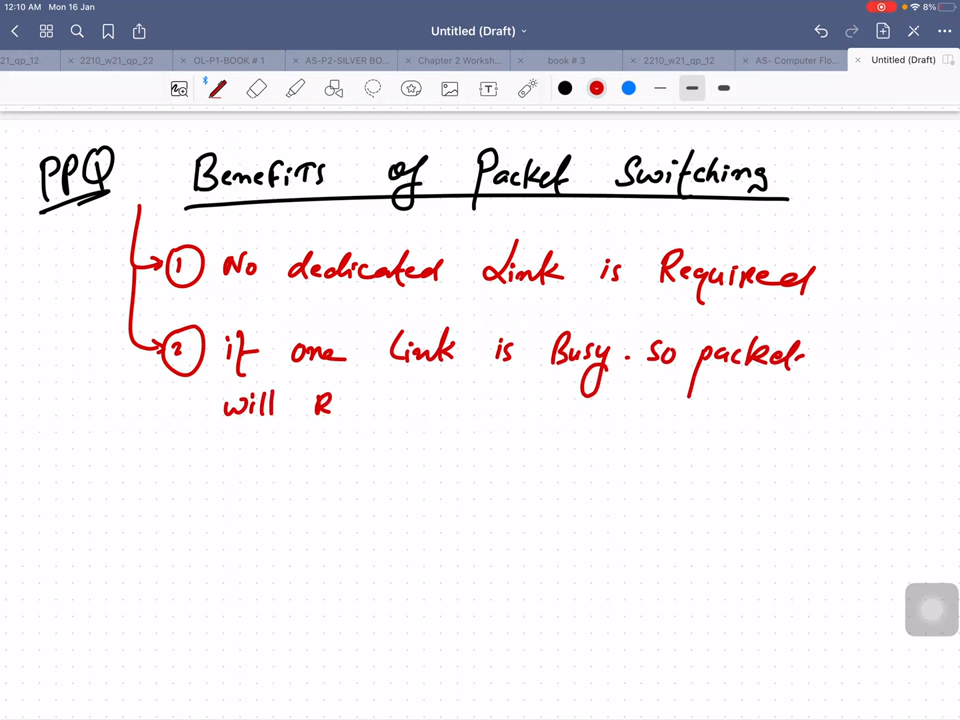 12:10 AM Mon 16 Jan
8%
Untitled (Draft)
21_qp_12
2210_w21_qp_22
OL-P1-BOOK # 1
AS-P2-SILVER BO...
Chapter 2 Worksh...
book # 3
2210_w21_qp_12
AS- Computer Flo...
Untitled (Draft)
PPQ Benefits of Packet Switching
1 No dedicated Link is Required
2 if one Link is Busy. so packet
will R